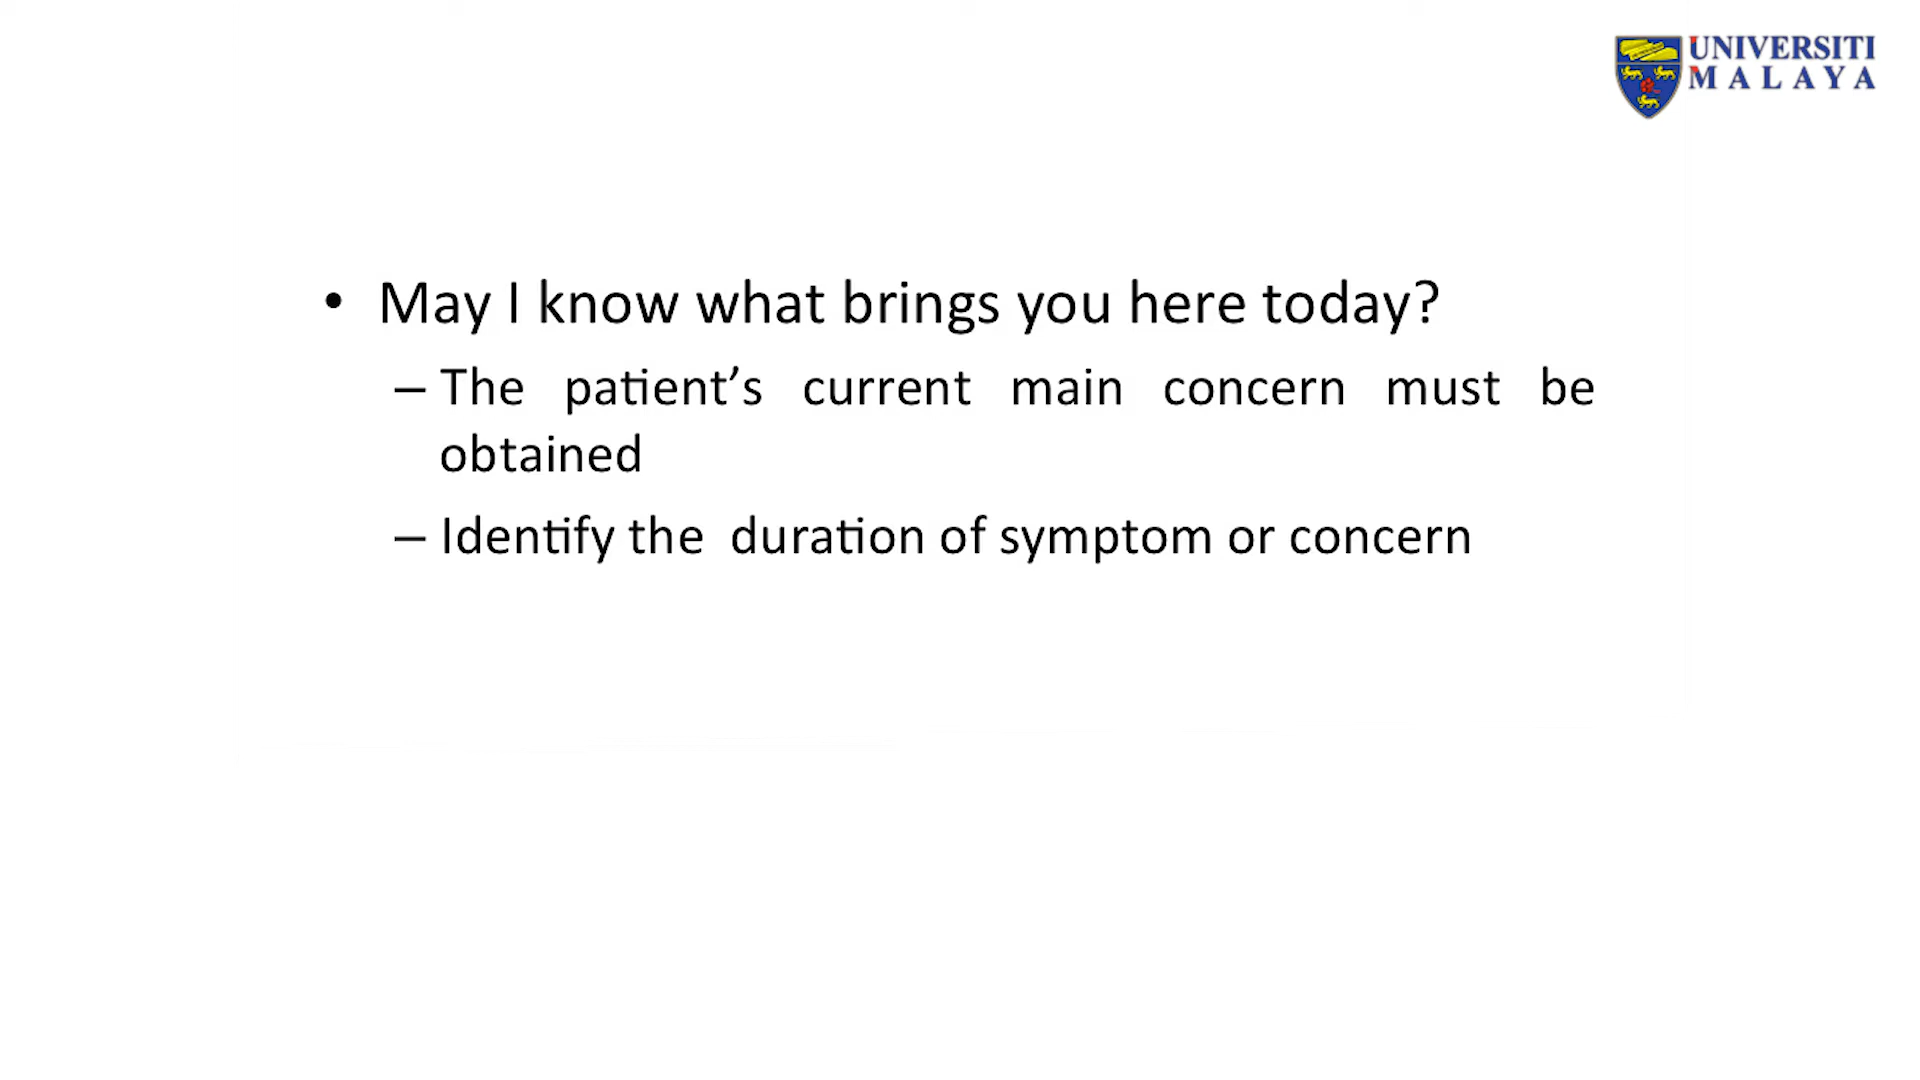 UNIVERSITI
MALAYA
• May I know what brings you here today?
– The patient’s current main concern must be
obtained
– Identify the duration of symptom or concern